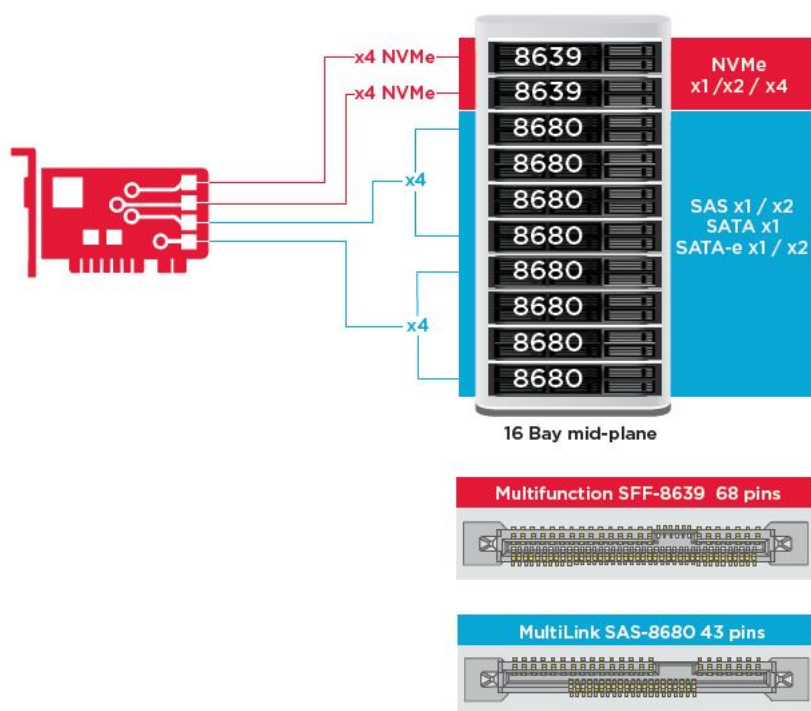 x4 NVMe
x4 NVMe
x4
x4
8639
8639
8680
8680
8680
8680
8680
8680
8680
8680
NVMe
x1 /x2 / x4
SAS x1 / x2
SATA x1
SATA-e x1 / x2
16 Bay mid-plane
Multifunction SFF-8639 68 pins
MultiLink SAS-8680 43 pins